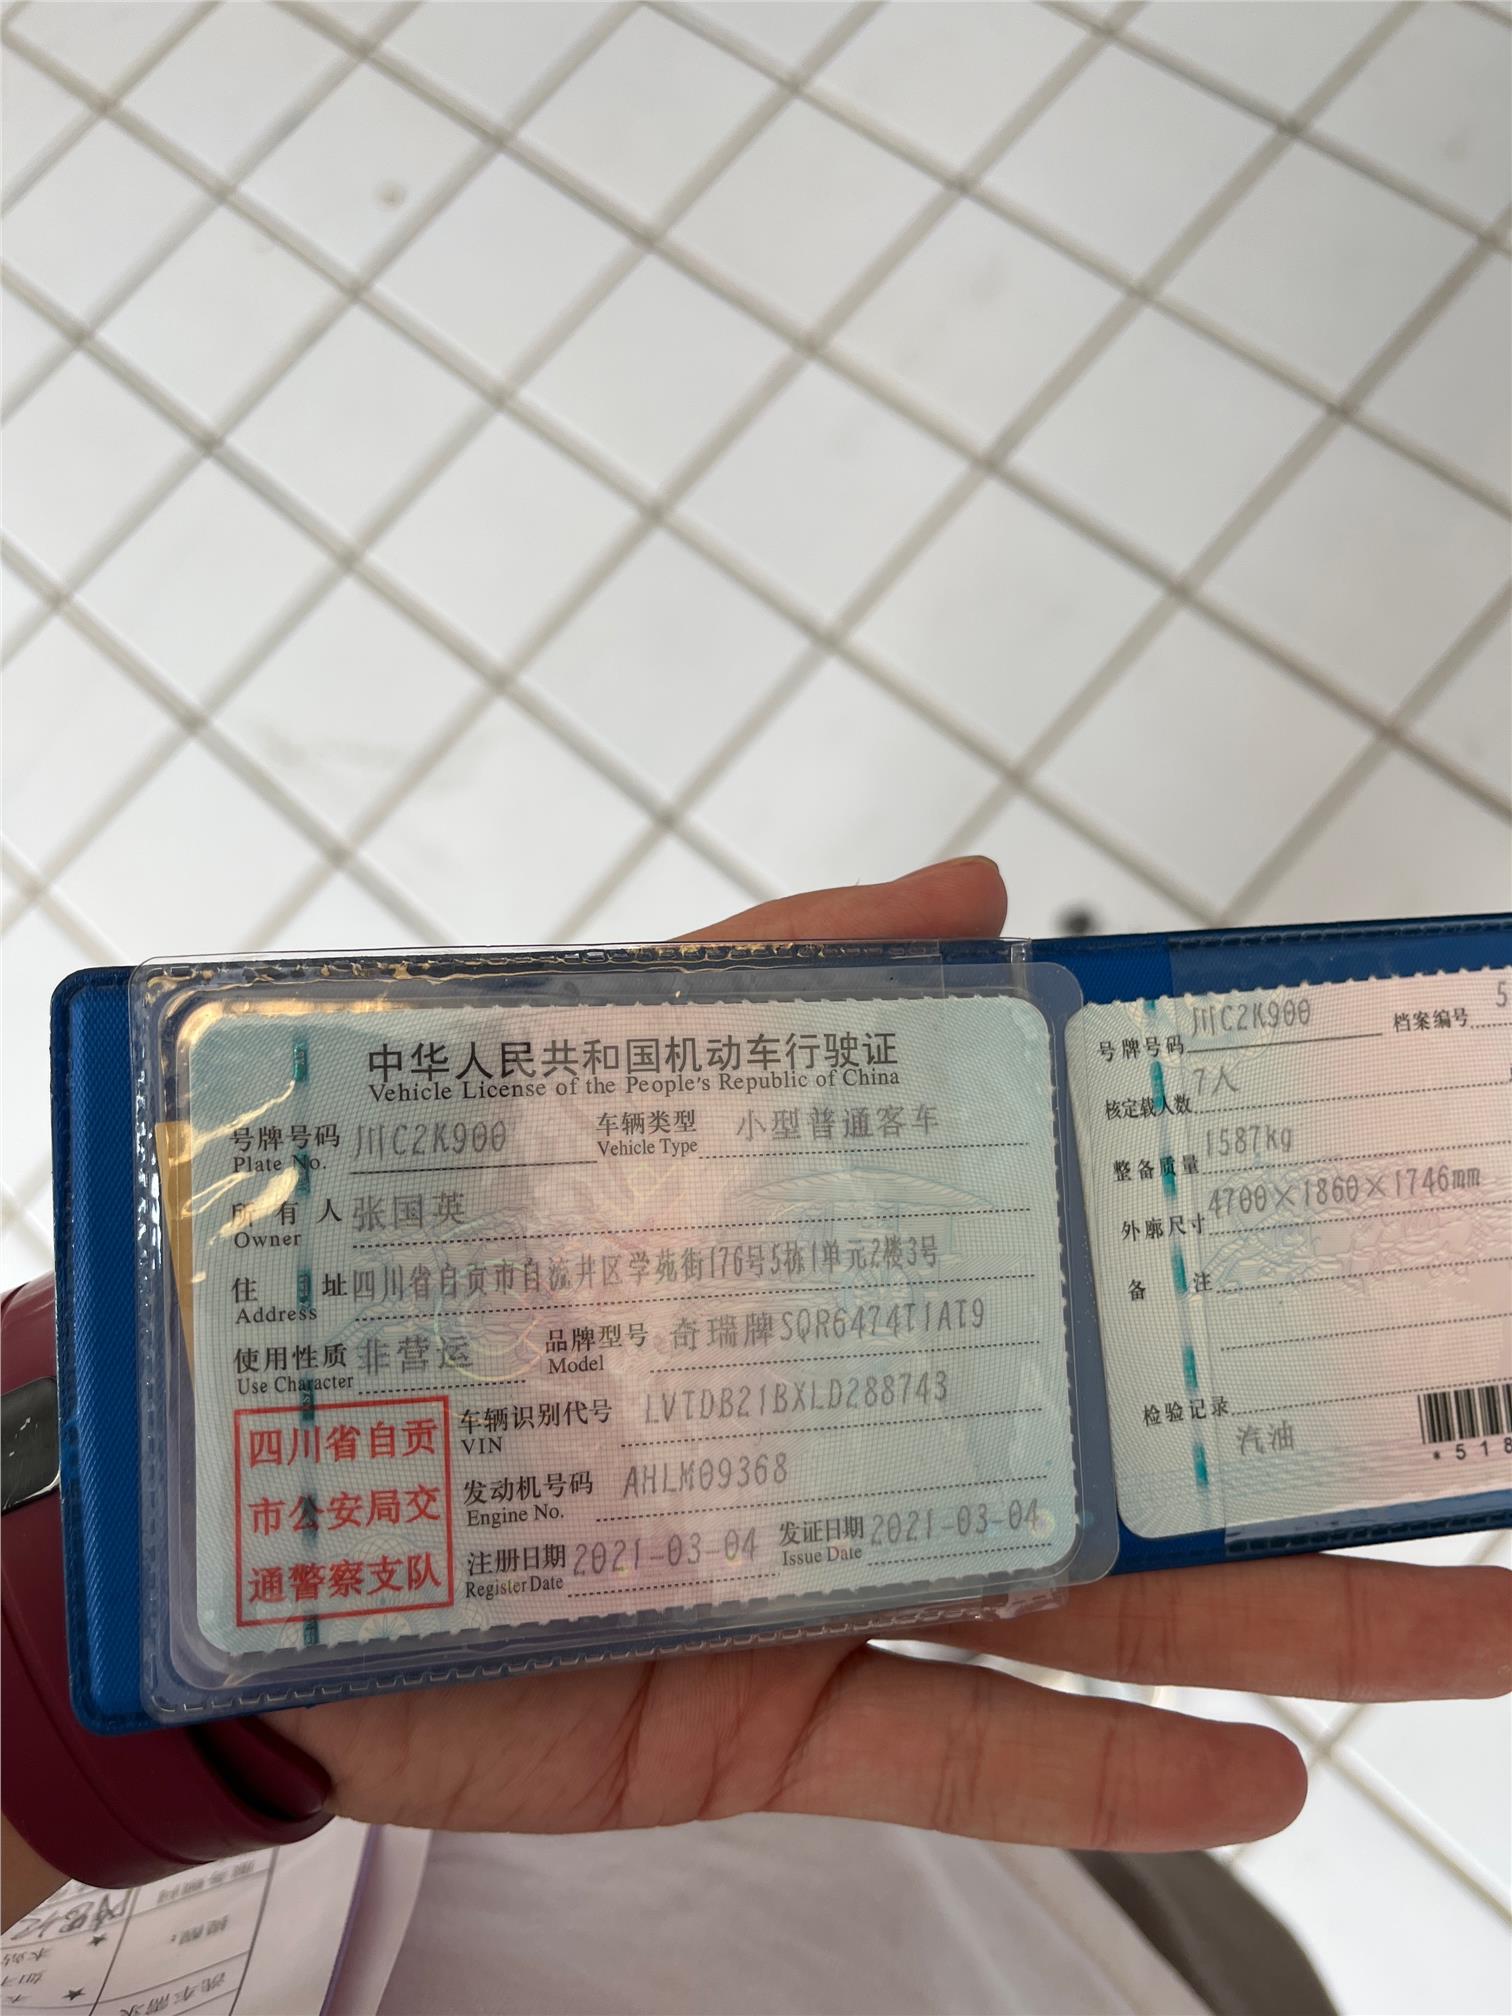 中华人民共和国机动车行驶证
Vehicle License of the People's Republic of China
号牌号码 川C2K900 车辆类型 小型普通客车
Plate No. Vehicle Type
所有人 张国英
Owner
住址 四川省自贡市自流井区学苑街176号5栋1单元2楼3号
Address
使用性质 非营运 品牌型号 奇瑞牌SQR6474T1AT9
Use Character Model
四川省自贡
市公安局交
通警察支队
车辆识别代号 LVTDB21BXLD288743
VIN
发动机号码 AHLM09368
Engine No.
注册日期 2021-03-04 发证日期 2021-03-04
Register Date Issue Date
号牌号码 川C2K900 档案编号 5
核定载人数 7人
整备质量 1587kg
外廓尺寸 4700×1860×1746mm
备注
检验记录
汽油
*518